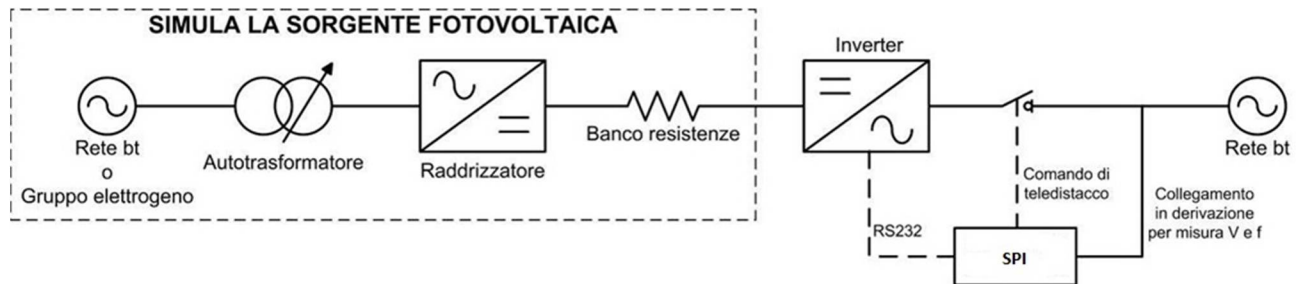 SIMULA LA SORGENTE FOTOVOLTAICA
Rete bt
o
Gruppo elettrogeno
Autotrasformatore
Raddrizzatore
Banco resistenze
Inverter
RS232
Comando di
teledistacco
SPI
Collegamento
in derivazione
per misura V e f
Rete bt